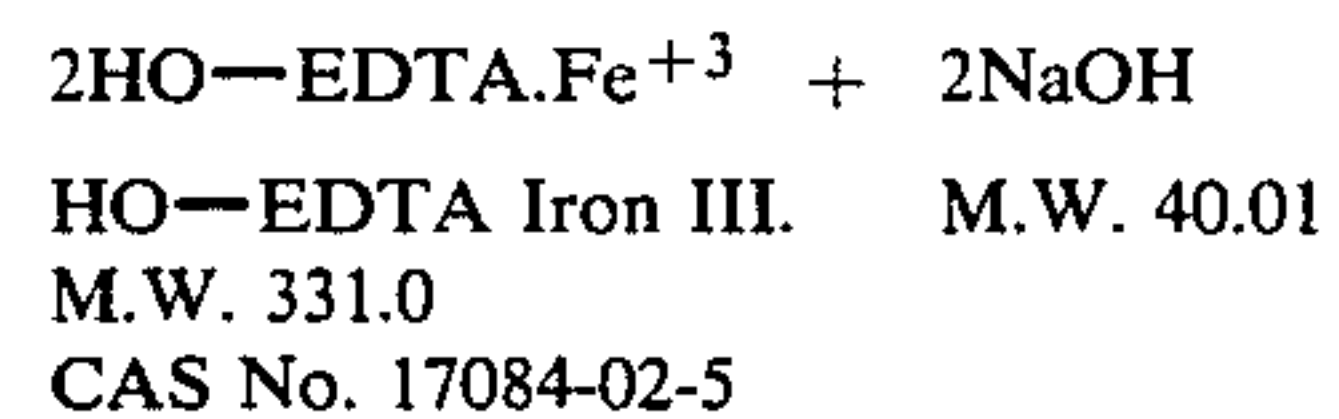 2HO—EDTA.Fe+3 + 2NaOH
HO—EDTA Iron III. M.W. 40.01
M.W. 331.0
CAS No. 17084-02-5